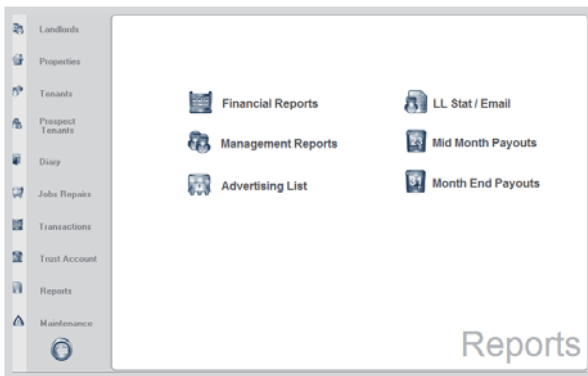 Landlords
Properties
Tenants
Prospect
Tenants
Diary
Jobs Repairs
Transactions
Trust Account
Reports
Maintenance
Financial Reports
LL Stat / Email
Management Reports
Mid Month Payouts
Advertising List
Month End Payouts
Reports